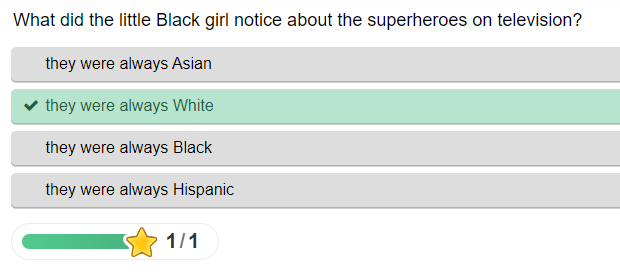 What did the little Black girl notice about the superheroes on television?
they were always Asian
they were always White
they were always Black
they were always Hispanic
1/1